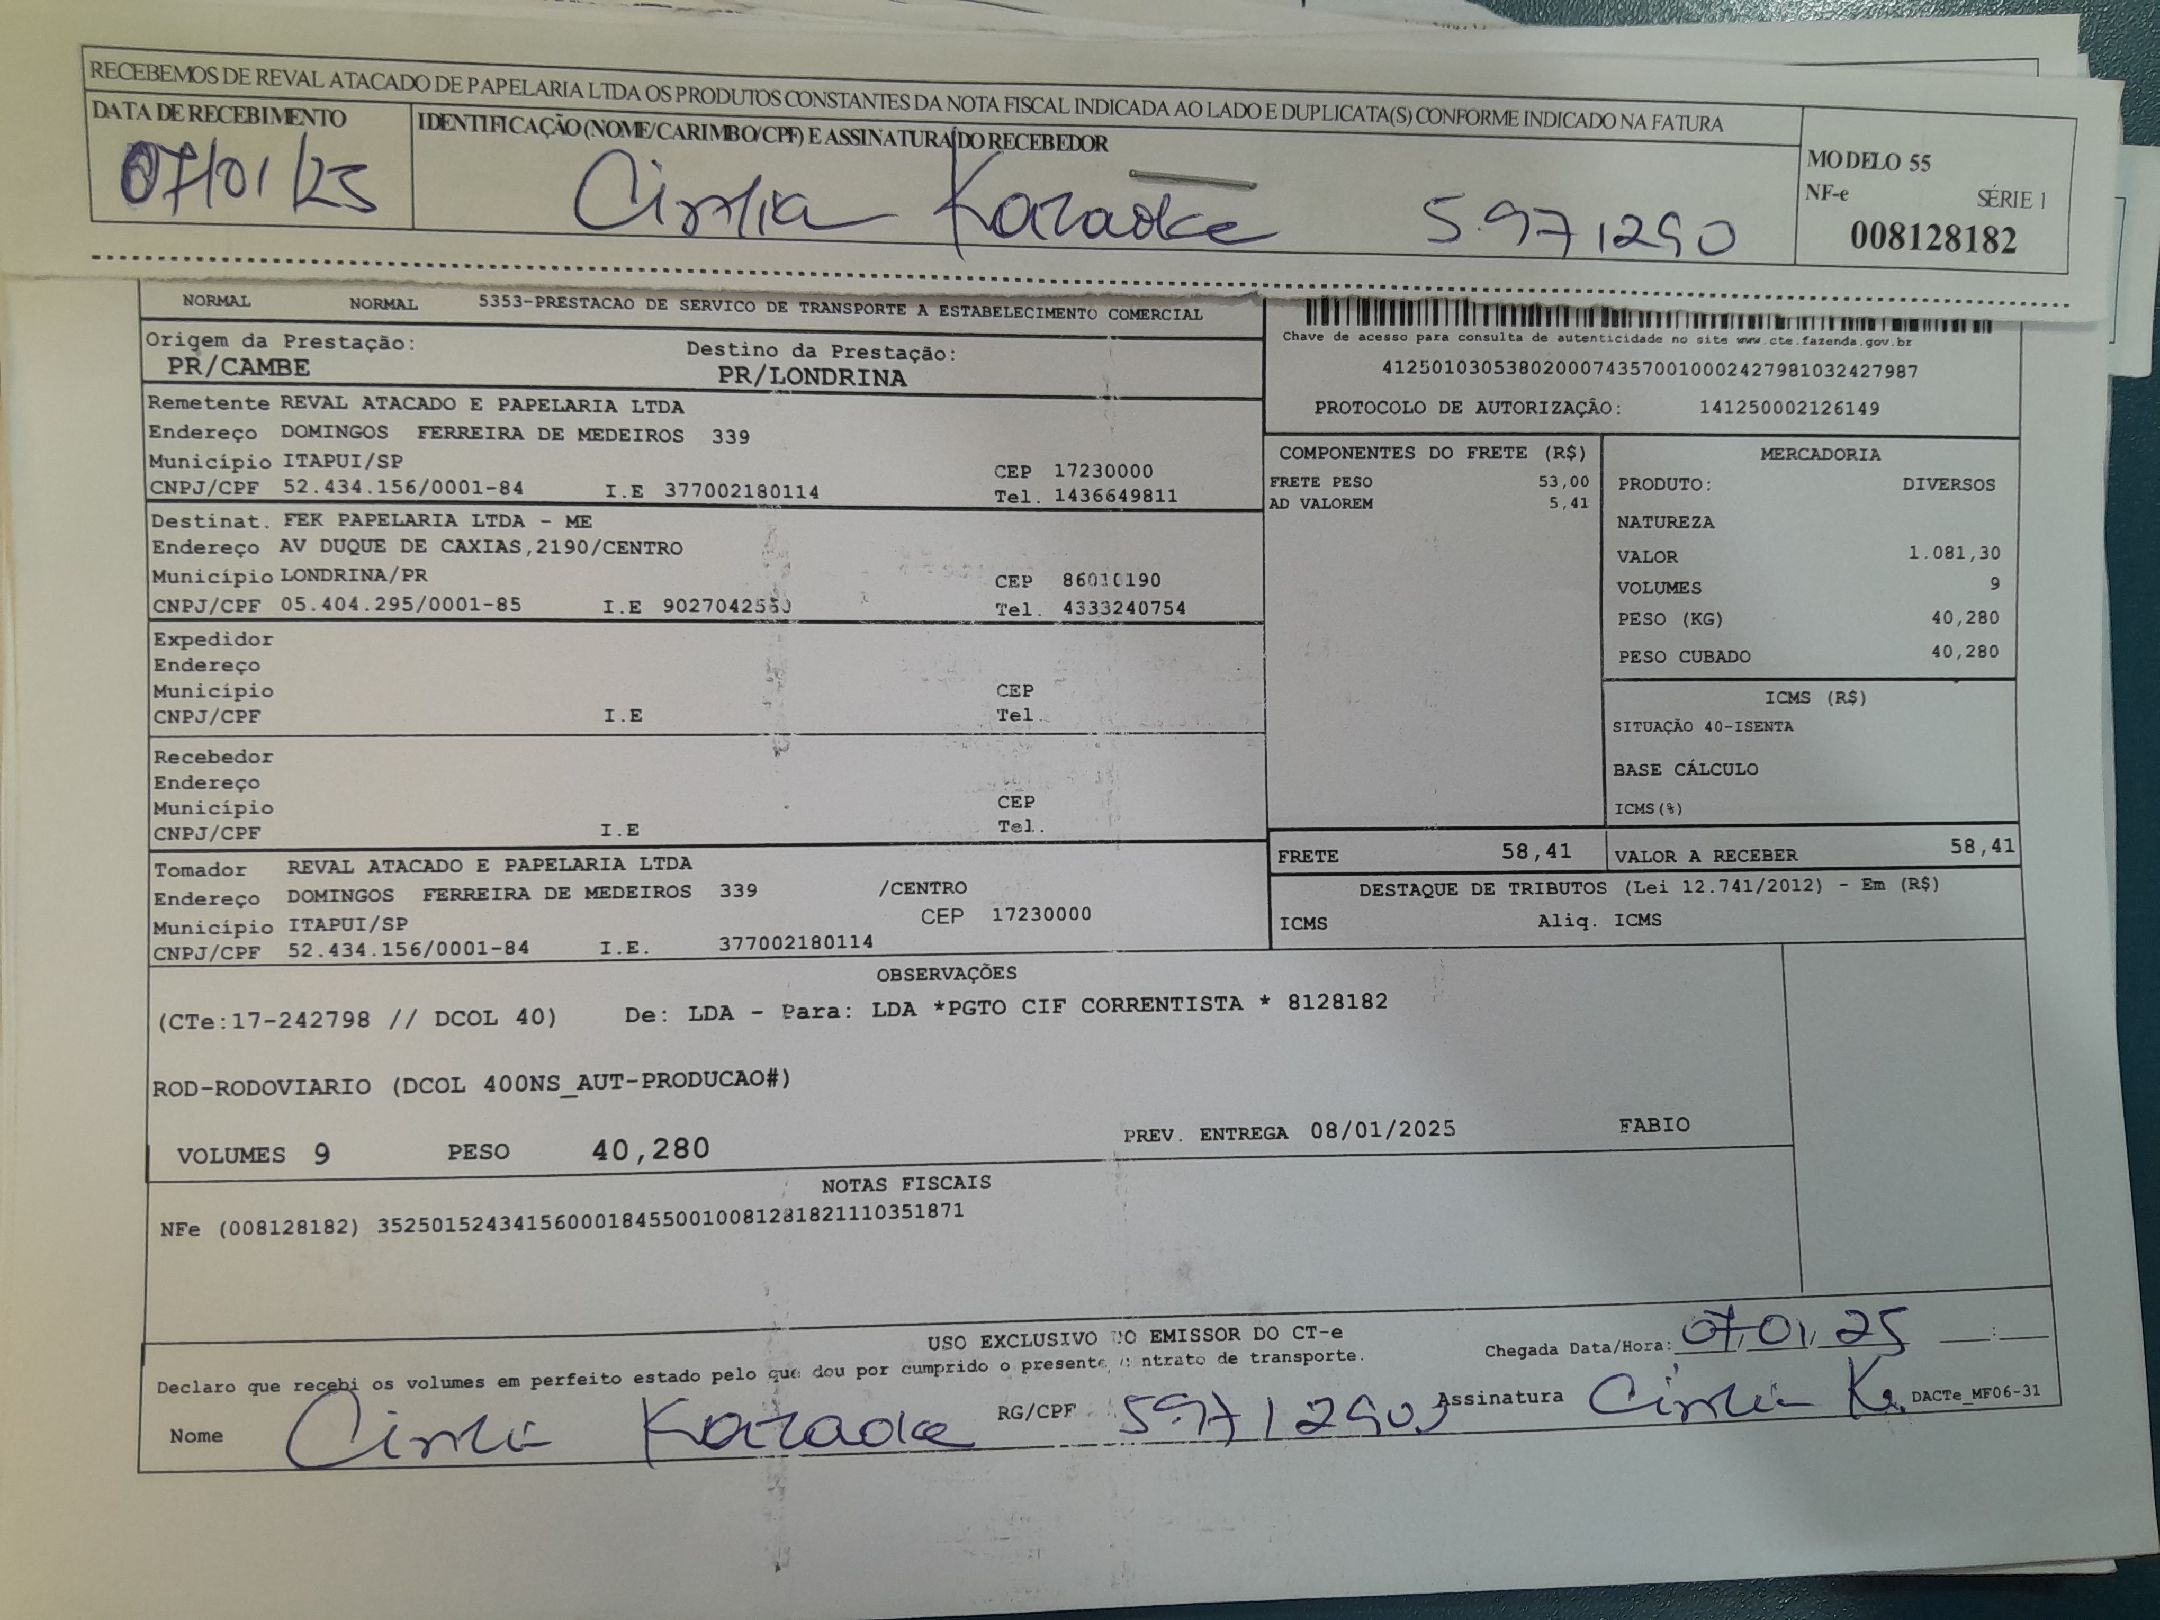 RECEBEMOS DE REVAL ATACADO DE PAPELARIA LTDA OS PRODUTOS CONSTANTES DA NOTA FISCAL INDICADA AO LADO E DUPLICATA(S) CONFORME INDICADO NA FATURA
DATA DE RECEBIMENTO
IDENTIFICAÇÃO (NOME/CARIMBO/CPF) E ASSINATURA DO RECEBEDOR
07/01/25
5971290
MODELO 55
NF-e SÉRIE 1
008128182
NORMAL NORMAL 5353-PRESTACAO DE SERVICO DE TRANSPORTE A ESTABELECIMENTO COMERCIAL
Origem da Prestação: Destino da Prestação:
PR/CAMBE PR/LONDRINA
Chave de acesso para consulta de autenticidade no site www.cte.fazenda.gov.br
41250103053802000743570010002427981032427987
PROTOCOLO DE AUTORIZAÇÃO: 141250002126149
Remetente REVAL ATACADO E PAPELARIA LTDA
Endereço DOMINGOS FERREIRA DE MEDEIROS 339
Município ITAPUI/SP CEP 17230000
CNPJ/CPF 52.434.156/0001-84 I.E 377002180114 Tel. 1436649811
Destinat. FEK PAPELARIA LTDA - ME
Endereço AV DUQUE DE CAXIAS,2190/CENTRO
Município LONDRINA/PR CEP 86010190
CNPJ/CPF 05.404.295/0001-85 I.E Tel. 4333240754
Expedidor
Endereço
Município CEP
CNPJ/CPF I.E Tel.
Recebedor
Endereço
Município CEP
CNPJ/CPF I.E Tel.
Tomador REVAL ATACADO E PAPELARIA LTDA
Endereço DOMINGOS FERREIRA DE MEDEIROS 339 /CENTRO
Município ITAPUI/SP CEP 17230000
CNPJ/CPF 52.434.156/0001-84 I.E. 377002180114
COMPONENTES DO FRETE (R$)
FRETE PESO 53,00
AD VALOREM 5,41
MERCADORIA
PRODUTO: DIVERSOS
NATUREZA
VALOR 1.081,30
VOLUMES 9
PESO (KG) 40,280
PESO CUBADO 40,280
ICMS (R$)
SITUAÇÃO 40-ISENTA
BASE CÁLCULO
ICMS(%)
FRETE 58,41 VALOR A RECEBER 58,41
DESTAQUE DE TRIBUTOS (Lei 12.741/2012) - Em (R$)
ICMS Aliq. ICMS
OBSERVAÇÕES
(CTe:17-242798 // DCOL 40) De: LDA - Para: LDA *PGTO CIF CORRENTISTA * 8128182
ROD-RODOVIARIO (DCOL 400NS_AUT-PRODUCAO#)
VOLUMES 9 PESO 40,280 PREV. ENTREGA 08/01/2025 FABIO
NOTAS FISCAIS
NFe (008128182) 35250152434156000184550010081281821110351871
USO EXCLUSIVO DO EMISSOR DO CT-e
Chegada Data/Hora: 07/01/25 __:__
Declaro que recebi os volumes em perfeito estado pelo que dou por cumprido o presente contrato de transporte.
Nome RG/CPF 5971290 Assinatura DACTe_MF06-31